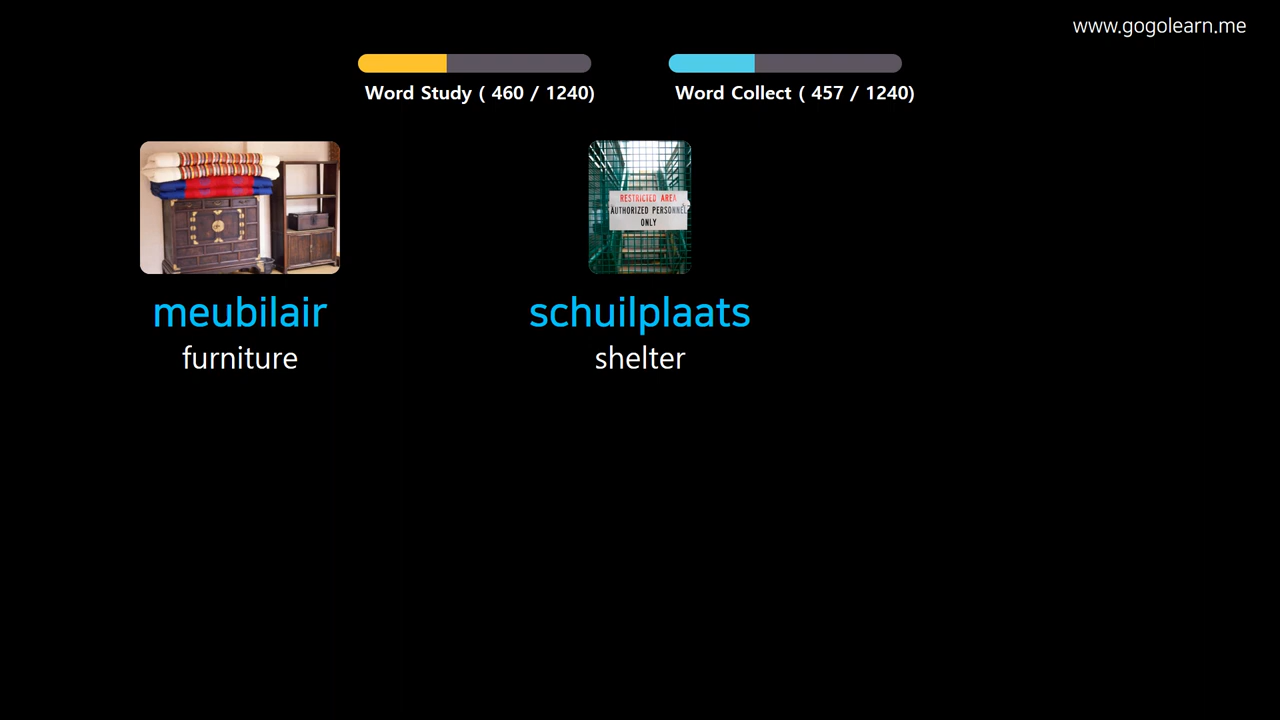 www.gogolearn.me
Word Study ( 460 / 1240)
Word Collect ( 457 / 1240)
RESTRICTED AREA
AUTHORIZED PERSONNEL
ONLY
meubilair
furniture
schuilplaats
shelter